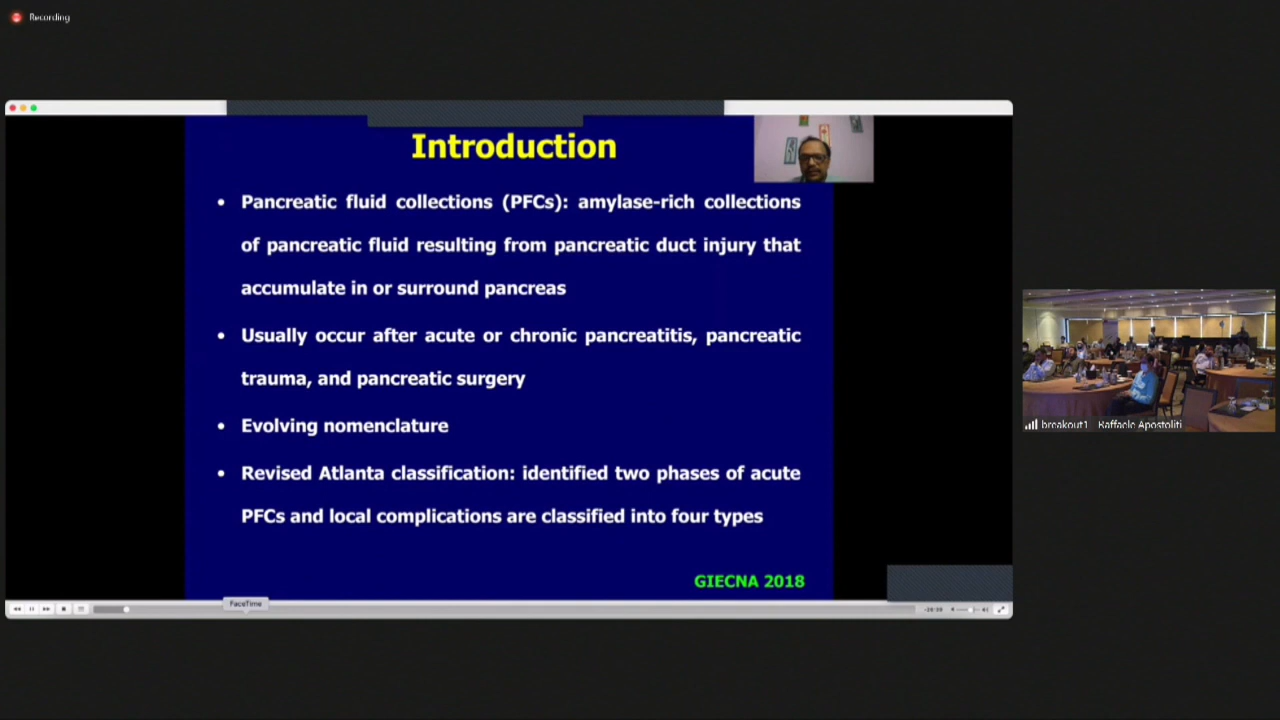 Recording
Introduction
• Pancreatic fluid collections (PFCs): amylase-rich collections
of pancreatic fluid resulting from pancreatic duct injury that
accumulate in or surround pancreas
• Usually occur after acute or chronic pancreatitis, pancreatic
trauma, and pancreatic surgery
• Evolving nomenclature
• Revised Atlanta classification: identified two phases of acute
PFCs and local complications are classified into four types
GIECNA 2018
FaceTime
breakout1 - Raffaele Apostoliti